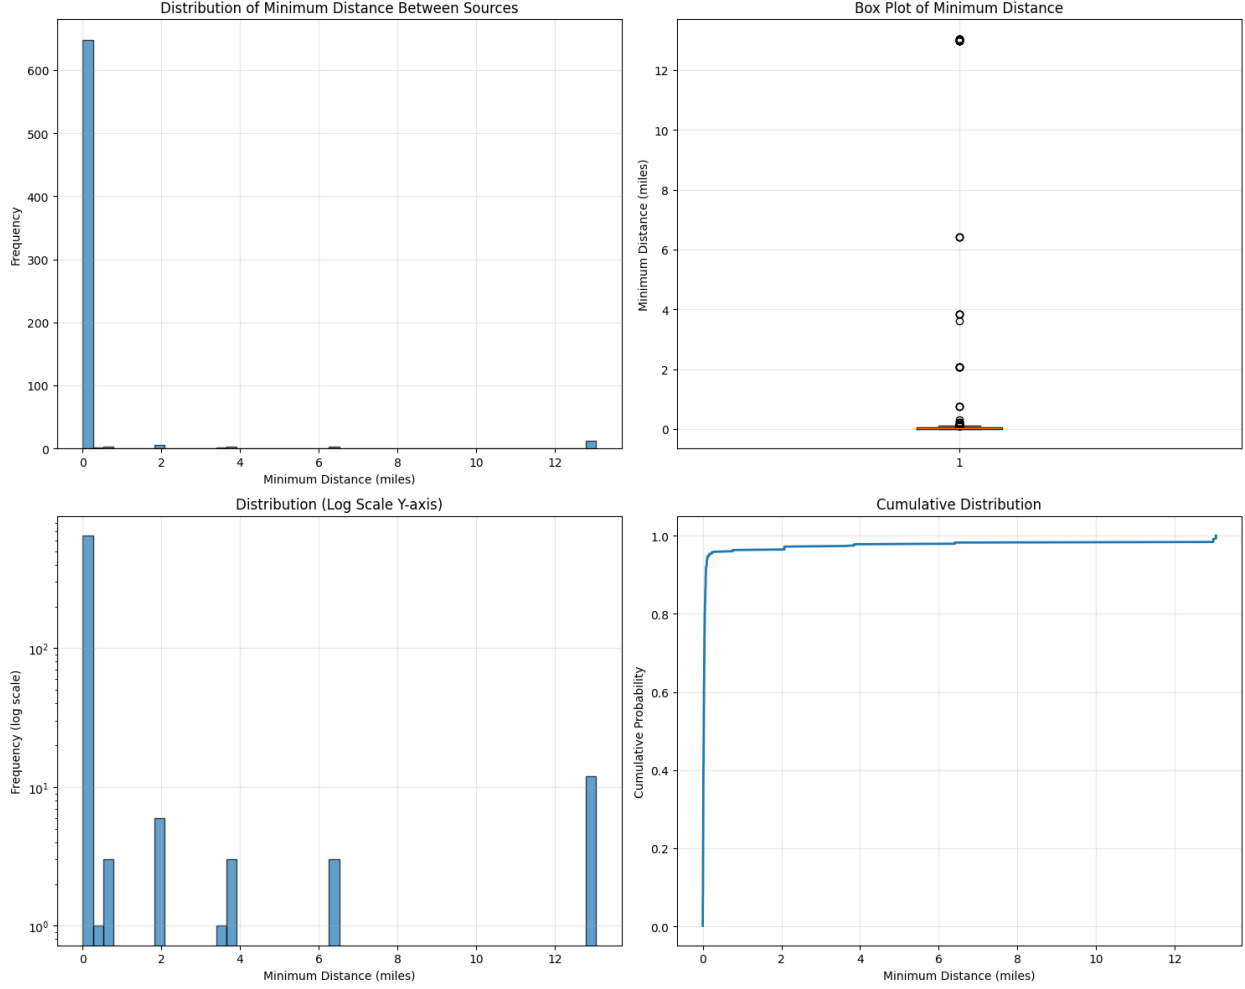 Distribution of Minimum Distance Between Sources
600
500
400
300
200
100
0
Frequency
0 2 4 6 8 10 12
Minimum Distance (miles)
Box Plot of Minimum Distance
12
10
8
6
4
2
0
Minimum Distance (miles)
1
Distribution (Log Scale Y-axis)
10²
10¹
10⁰
Frequency (log scale)
0 2 4 6 8 10 12
Minimum Distance (miles)
Cumulative Distribution
1.0
0.8
0.6
0.4
0.2
0.0
Cumulative Probability
0 2 4 6 8 10 12
Minimum Distance (miles)